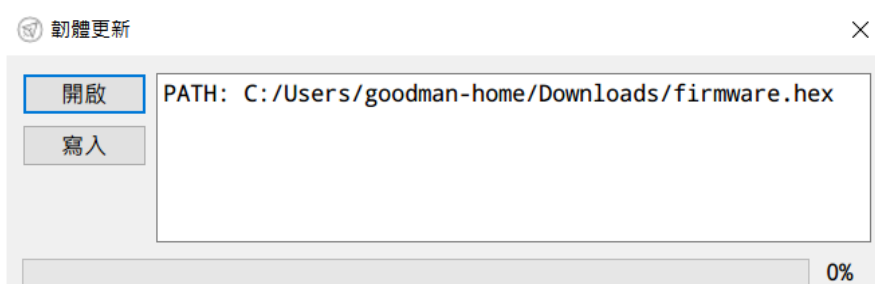 韌體更新
開啟
PATH: C:/Users/goodman-home/Downloads/firmware.hex
寫入
0%